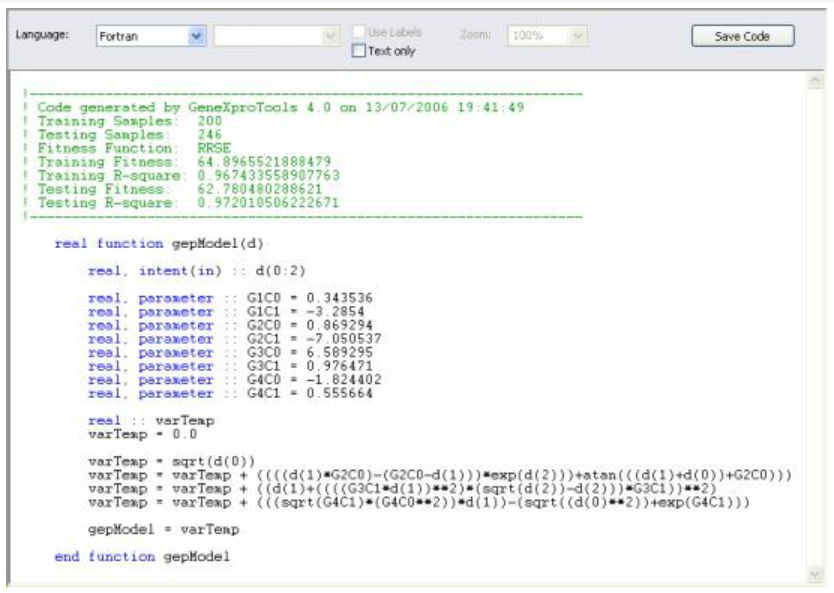 Language: Fortran Use Labels Zoom: 100% Save Code
Text only
!------------------------------------------------------------------
! Code generated by GeneXproTools 4.0 on 13/07/2006 19:41:49
! Training Samples: 200
! Testing Samples: 246
! Fitness Function: RRSE
! Training Fitness: 64.8965521888479
! Training R-square: 0.967433558907763
! Testing Fitness: 62.780480288621
! Testing R-square: 0.972010506222671
!------------------------------------------------------------------
real function gepModel(d)
real, intent(in) :: d(0:2)
real, parameter :: G1C0 = 0.343536
real, parameter :: G1C1 = -3.2854
real, parameter :: G2C0 = 0.869294
real, parameter :: G2C1 = -7.050537
real, parameter :: G3C0 = 6.589295
real, parameter :: G3C1 = 0.976471
real, parameter :: G4C0 = -1.824402
real, parameter :: G4C1 = 0.555664
real :: varTemp
varTemp = 0.0
varTemp = sqrt(d(0))
varTemp = varTemp + ((((d(1)*G2C0)-(G2C0-d(1)))*exp(d(2)))+atan(((d(1)+d(0))+G2C0)))
varTemp = varTemp + ((d(1)+((((G3C1*d(1))**2)*(sqrt(d(2))-d(2)))*G3C1))**2)
varTemp = varTemp + (((sqrt(G4C1)*(G4C0**2))*d(1))-(sqrt((d(0)**2))+exp(G4C1)))
gepModel = varTemp
end function gepModel